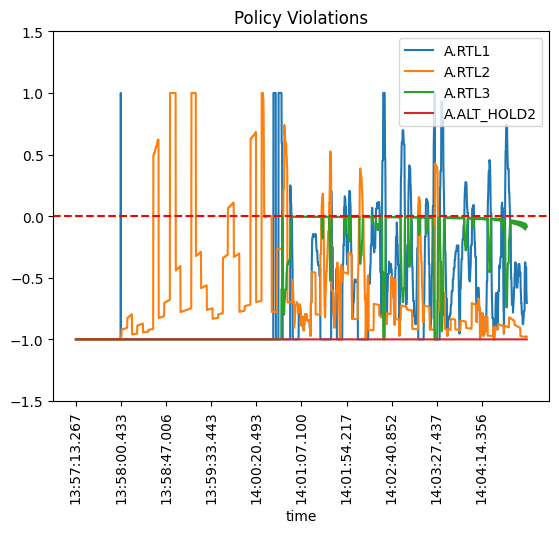 Policy Violations
1.5
1.0
0.5
0.0
−0.5
−1.0
−1.5
A.RTL1
A.RTL2
A.RTL3
A.ALT_HOLD2
13:57:13.267
13:58:00.433
13:58:47.006
13:59:33.443
14:00:20.493
14:01:07.100
14:01:54.217
14:02:40.852
14:03:27.437
14:04:14.356
time